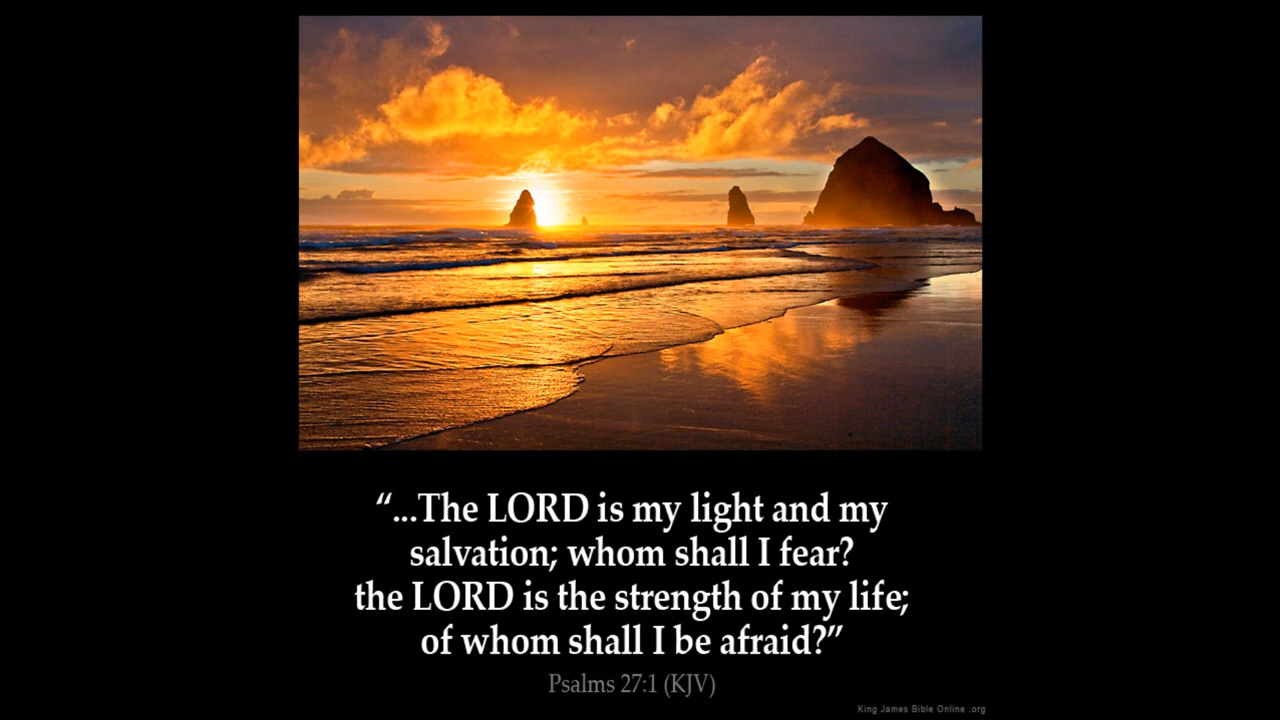 “...The LORD is my light and my
salvation; whom shall I fear?
the LORD is the strength of my life;
of whom shall I be afraid?”
Psalms 27:1 (KJV)
King James Bible Online .org